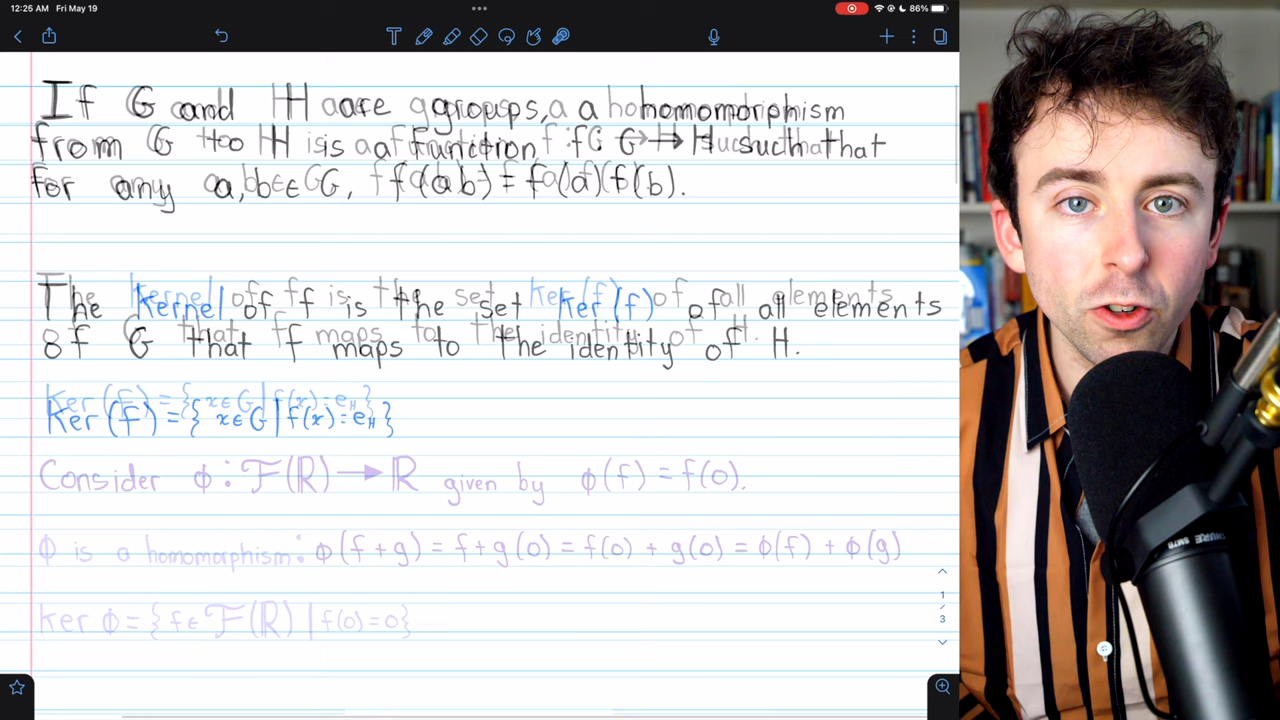 12:25 AM Fri May 19
86%
If G and H are groups, a homomorphism
from G to H is a function f: G → H such that
for any a, b ∈ G, f(ab) = f(a)f(b).
The kernel of f is the set ker(f) of all elements
of G that f maps to the identity of H.
Ker(f) = { x ∈ G | f(x) = e_H }
Consider ϕ : ℱ(ℝ) → ℝ given by ϕ(f) = f(0).
ϕ is a homomorphism: ϕ(f+g) = f+g(0) = f(0) + g(0) = ϕ(f) + ϕ(g)
Ker ϕ = { f ∈ ℱ(ℝ) | f(0) = 0}
1
/
3
SHURE SM7B